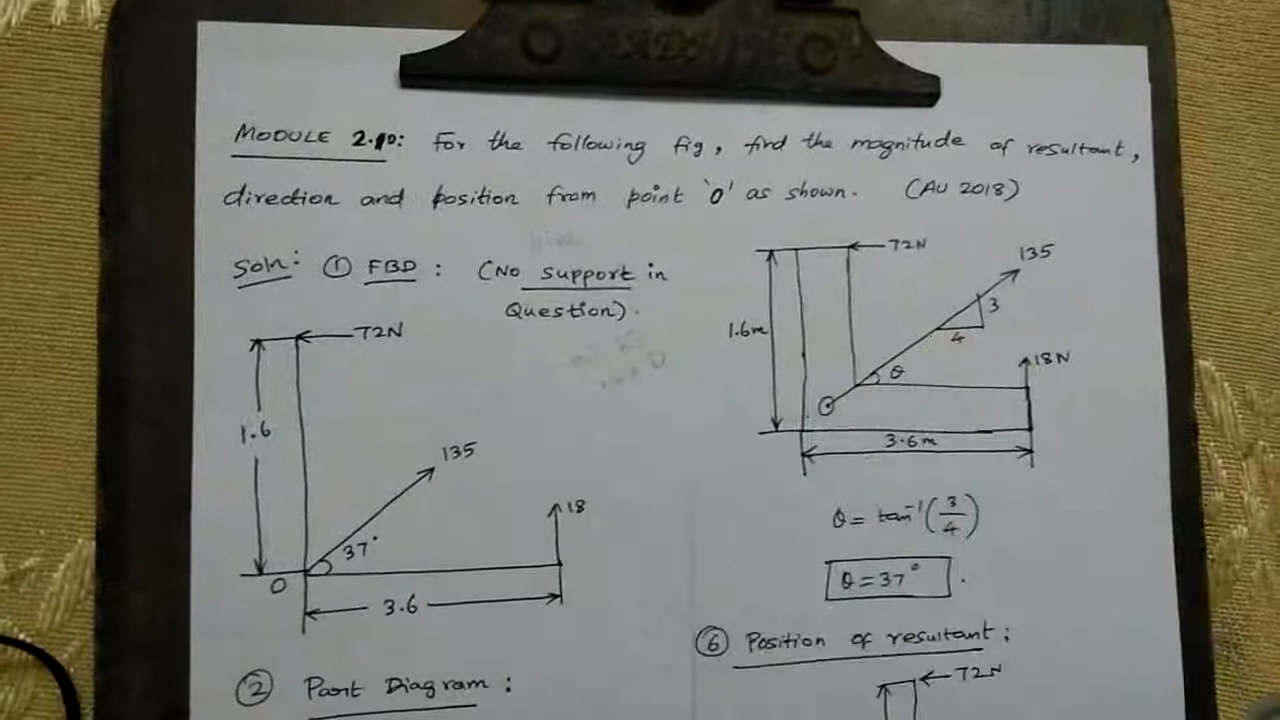 MODULE 2.10: For the following fig, find the magnitude of resultant,
direction and position from point 'O' as shown. (AU 2018)
Soln: ① FBD : (No support in
Question).
72N
1.6
135
37°
18
O
3.6
② Part Diagram :
72N
135
3
4
1.6m
θ
18N
O
3.6m
θ = tan⁻¹(3/4)
θ = 37°.
⑥ Position of resultant :
72N